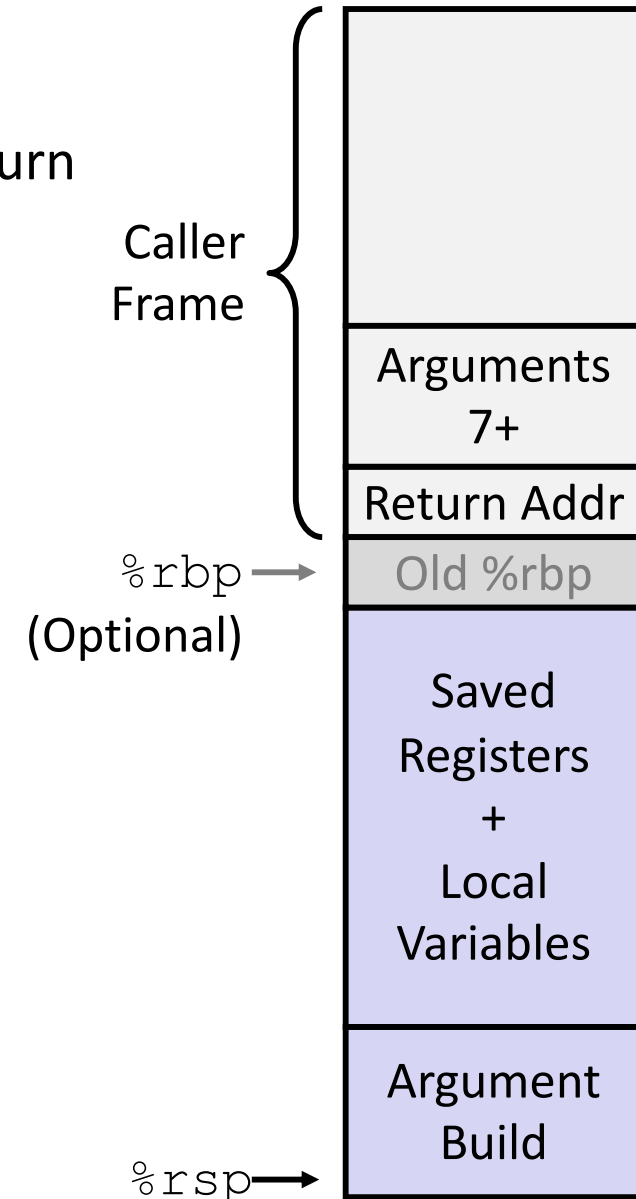 urn
Caller
Frame
Arguments
7+
Return Addr
%rbp
Old %rbp
(Optional)
Saved
Registers
+
Local
Variables
Argument
Build
%rsp